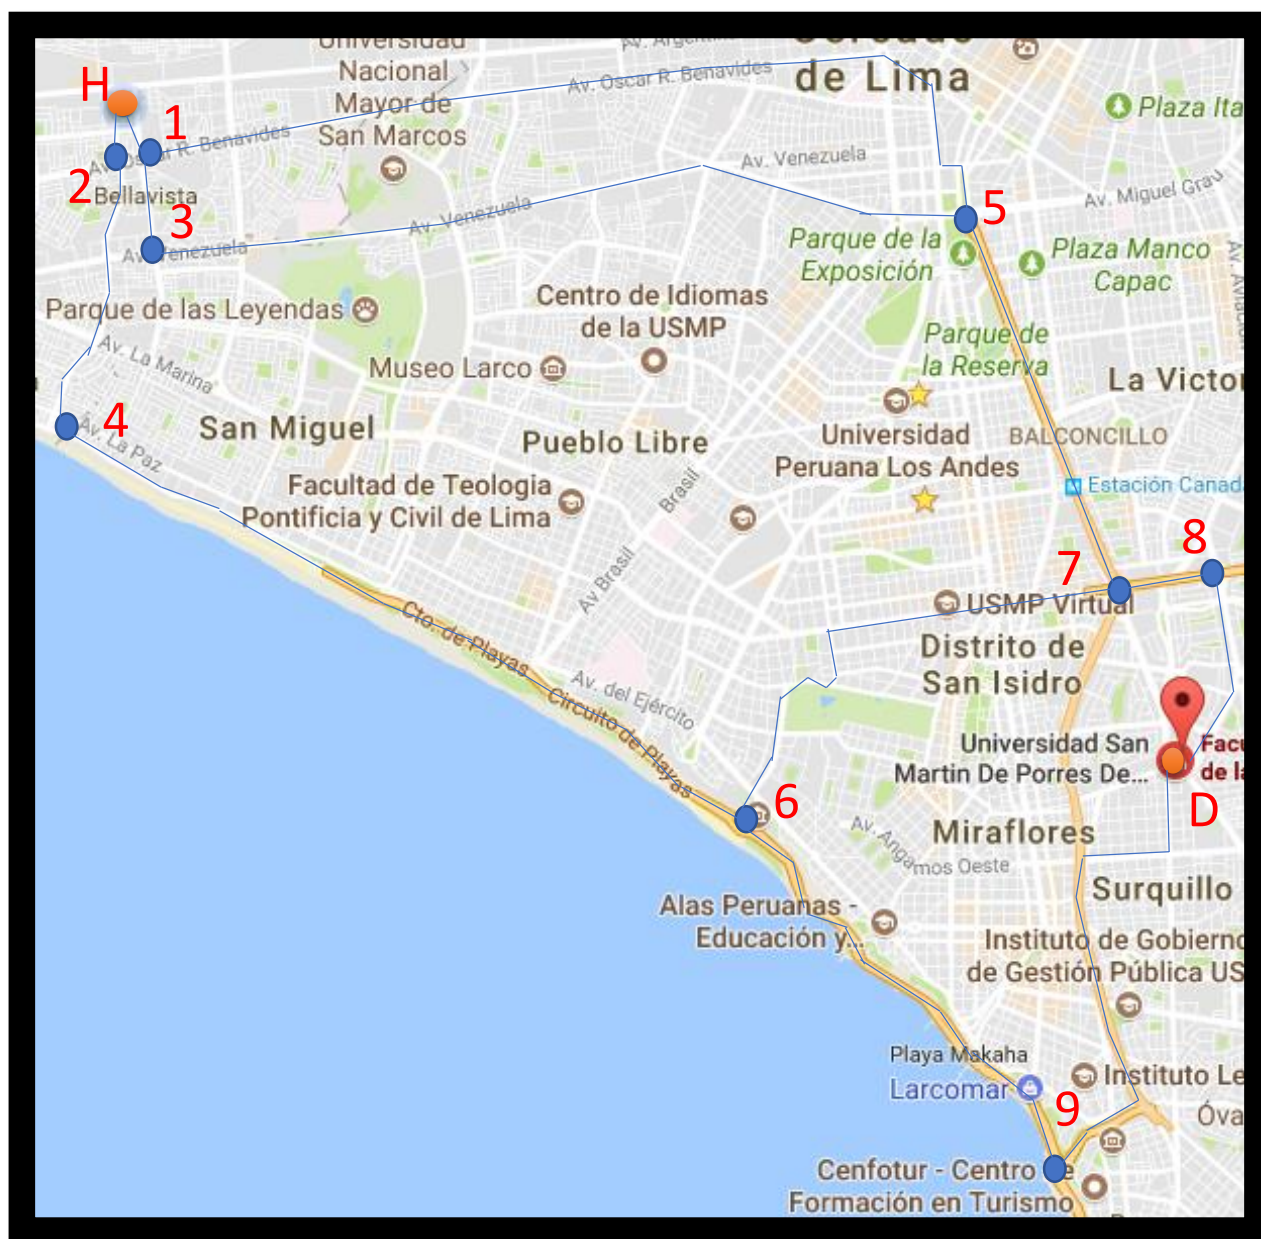 Universidad
Nacional
Mayor de
San Marcos
Av. Oscar R. Benavides
de Lima
Plaza Ita
H
1
2
Av. Oscar R. Benavides
Bellavista
3
Av. Venezuela
Av. Venezuela
Av. Venezuela
Av. Miguel Grau
5
Parque de la
Exposición
Plaza Manco
Capac
Parque de las Leyendas
Centro de Idiomas
de la USMP
Parque de
la Reserva
Av. La Marina
Museo Larco
La Victor
4
Av. La Paz
San Miguel
Pueblo Libre
Universidad
Peruana Los Andes
BALCONCILLO
Facultad de Teologia
Pontificia y Civil de Lima
Brasil
Estación Canad
Av Brasil
7
8
USMP Virtual
Cto. de Playas
Distrito de
San Isidro
Av. del Ejército
Circuito de Playas
Universidad San
Martin De Porres De...
Facu
de la
D
6
Av. Angamos Oeste
Miraflores
Surquillo
Alas Peruanas -
Educación y...
Instituto de Gobierno
de Gestión Pública US
Playa Makaha
Larcomar
Instituto Le
9
Óva
Cenfotur - Centro de
Formación en Turismo